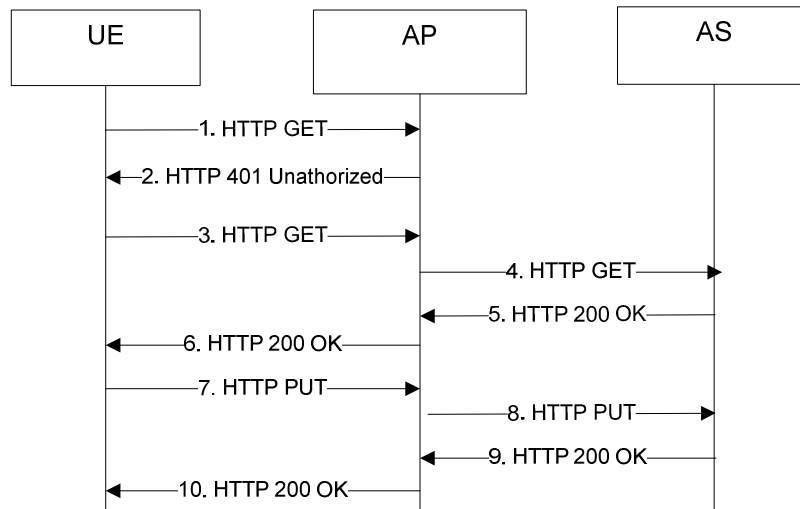 UE
AP
AS
1. HTTP GET
2. HTTP 401 Unathorized
3. HTTP GET
4. HTTP GET
5. HTTP 200 OK
6. HTTP 200 OK
7. HTTP PUT
8. HTTP PUT
9. HTTP 200 OK
10. HTTP 200 OK